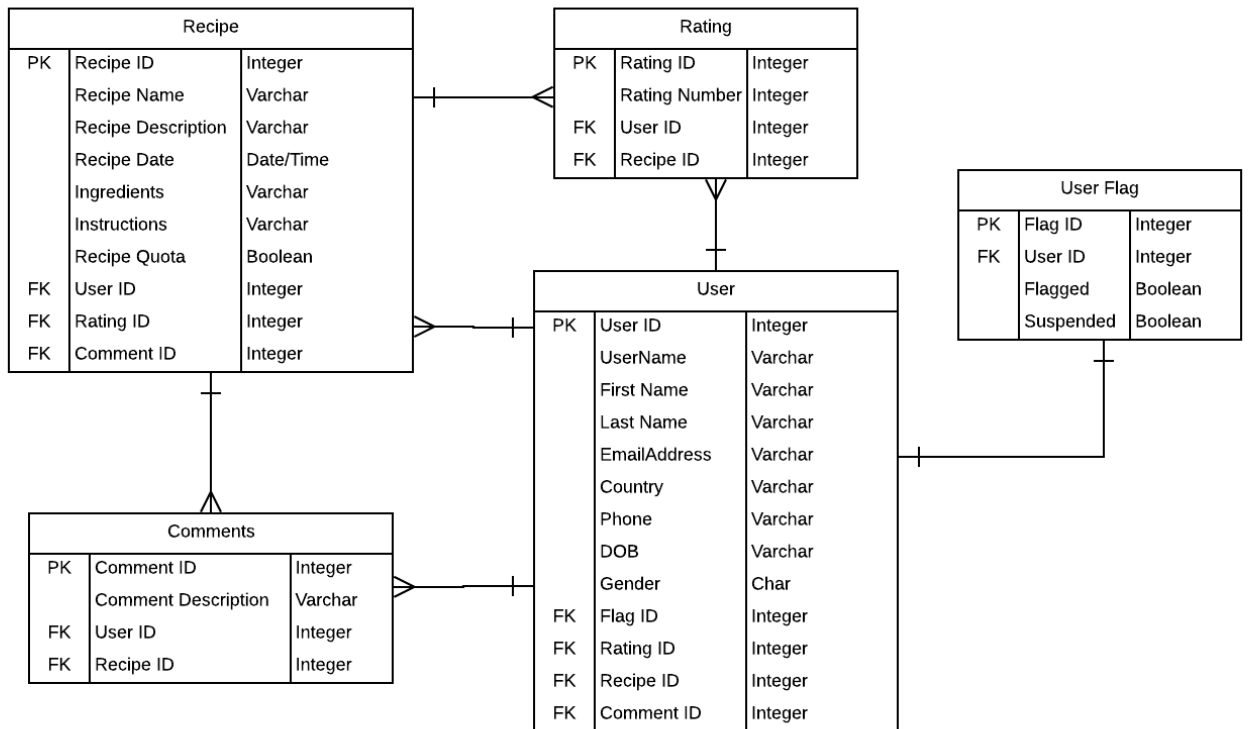 Recipe
PK Recipe ID Integer
Recipe Name Varchar
Recipe Description Varchar
Recipe Date Date/Time
Ingredients Varchar
Instructions Varchar
Recipe Quota Boolean
FK User ID Integer
FK Rating ID Integer
FK Comment ID Integer
Rating
PK Rating ID Integer
Rating Number Integer
FK User ID Integer
FK Recipe ID Integer
User Flag
PK Flag ID Integer
FK User ID Integer
Flagged Boolean
Suspended Boolean
User
PK User ID Integer
UserName Varchar
First Name Varchar
Last Name Varchar
EmailAddress Varchar
Country Varchar
Phone Varchar
DOB Varchar
Gender Char
FK Flag ID Integer
FK Rating ID Integer
FK Recipe ID Integer
FK Comment ID Integer
Comments
PK Comment ID Integer
Comment Description Varchar
FK User ID Integer
FK Recipe ID Integer